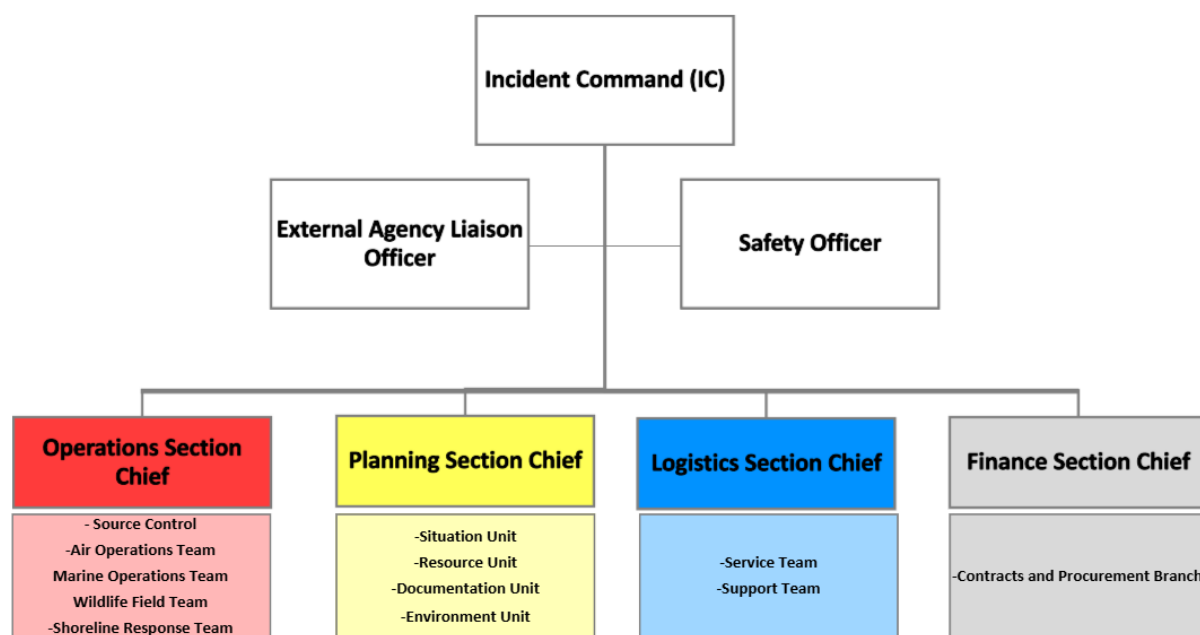 Incident Command (IC)
External Agency Liaison
Officer
Safety Officer
Operations Section
Chief
- Source Control
-Air Operations Team
Marine Operations Team
Wildlife Field Team
-Shoreline Response Team
Planning Section Chief
-Situation Unit
-Resource Unit
-Documentation Unit
-Environment Unit
Logistics Section Chief
-Service Team
-Support Team
Finance Section Chief
-Contracts and Procurement Branch